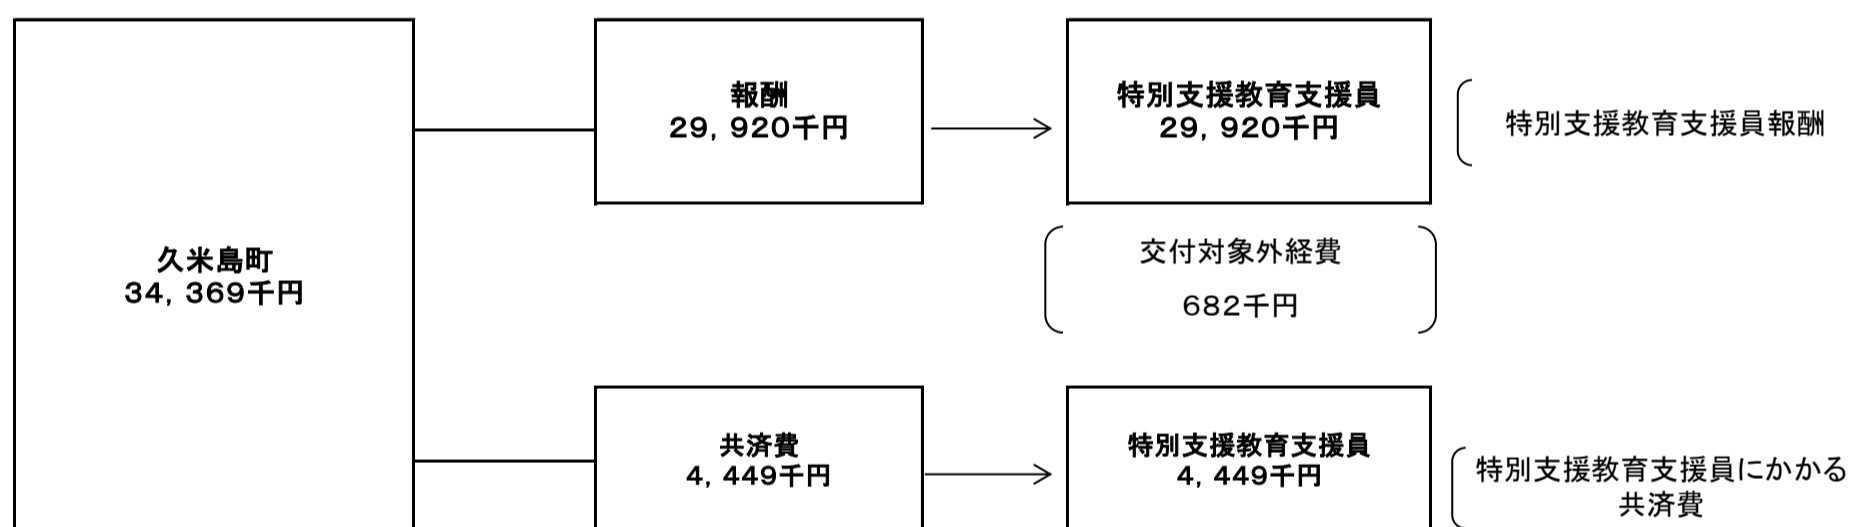 久米島町
34, 369千円
報酬
29, 920千円
特別支援教育支援員
29, 920千円
特別支援教育支援員報酬
交付対象外経費
682千円
共済費
4, 449千円
特別支援教育支援員
4, 449千円
特別支援教育支援員にかかる
共済費